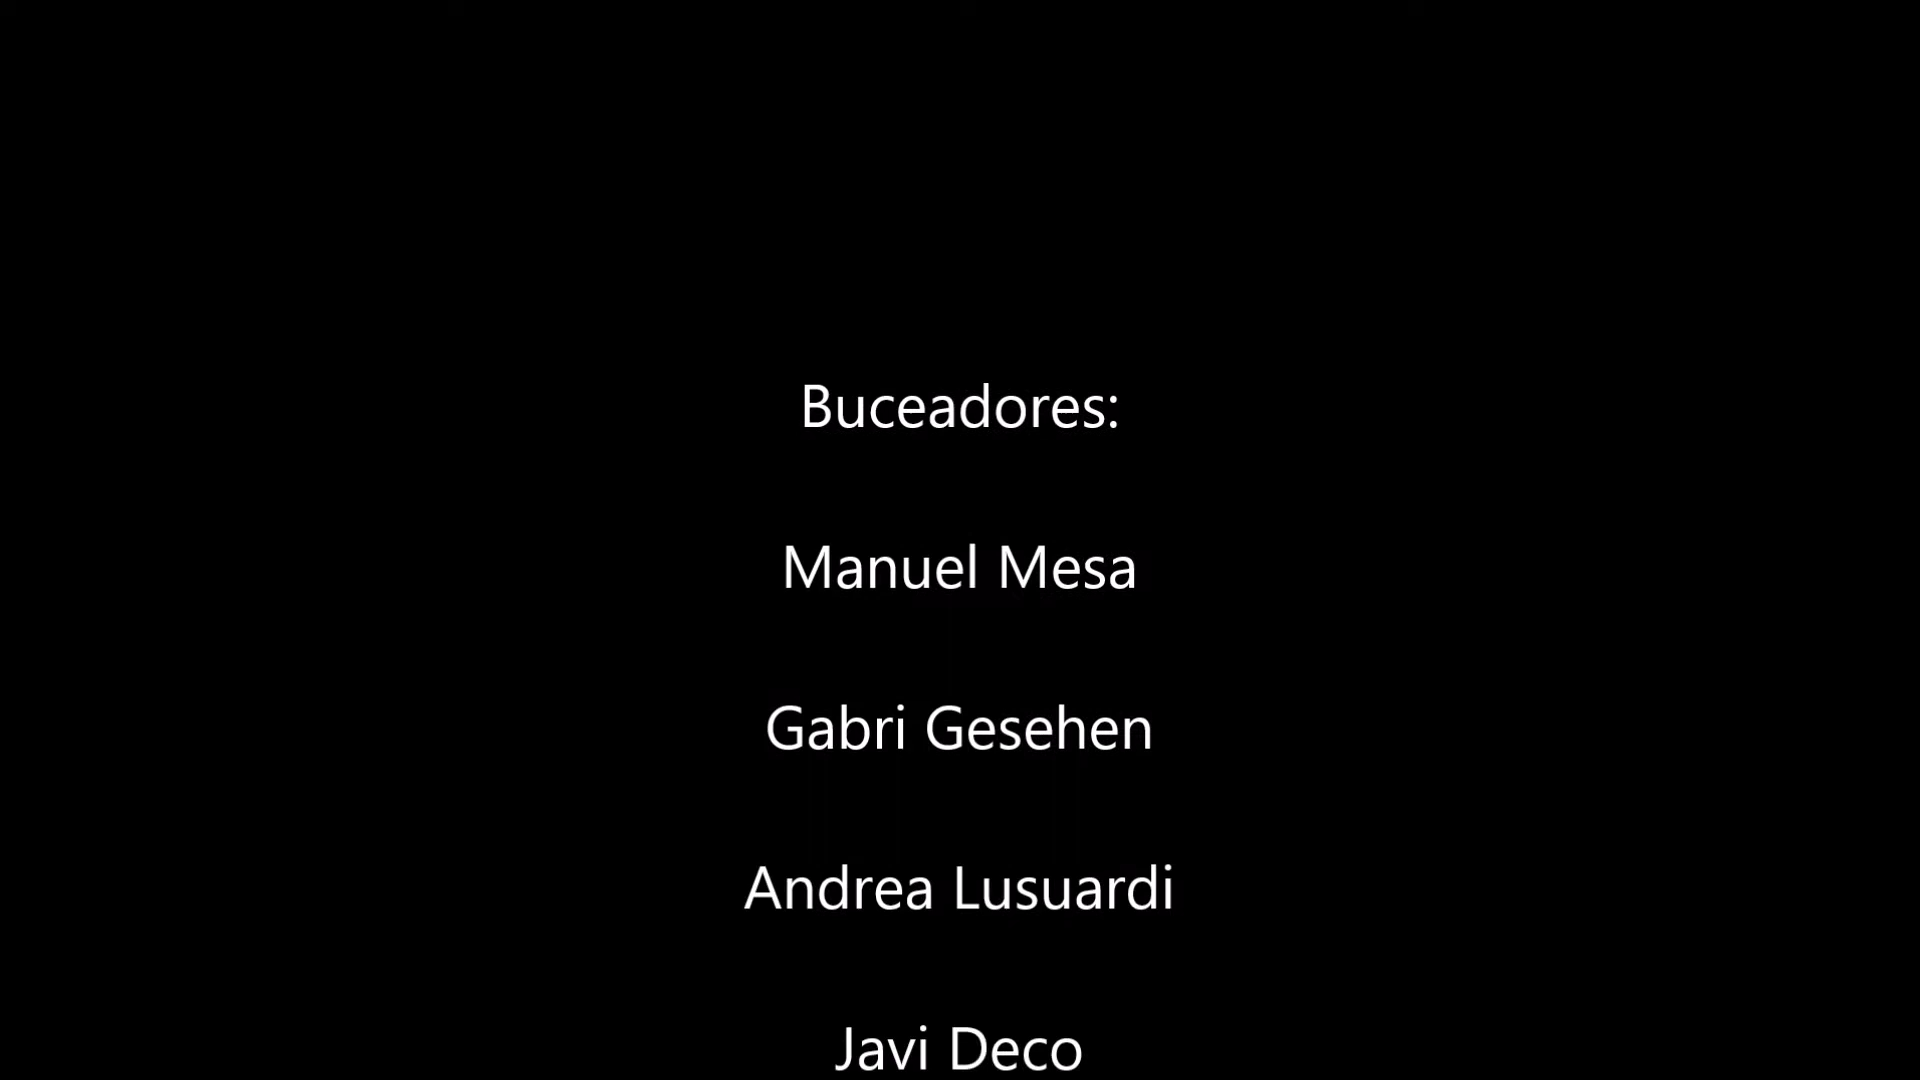 Buceadores:
Manuel Mesa
Gabri Gesehen
Andrea Lusuardi
Javi Deco